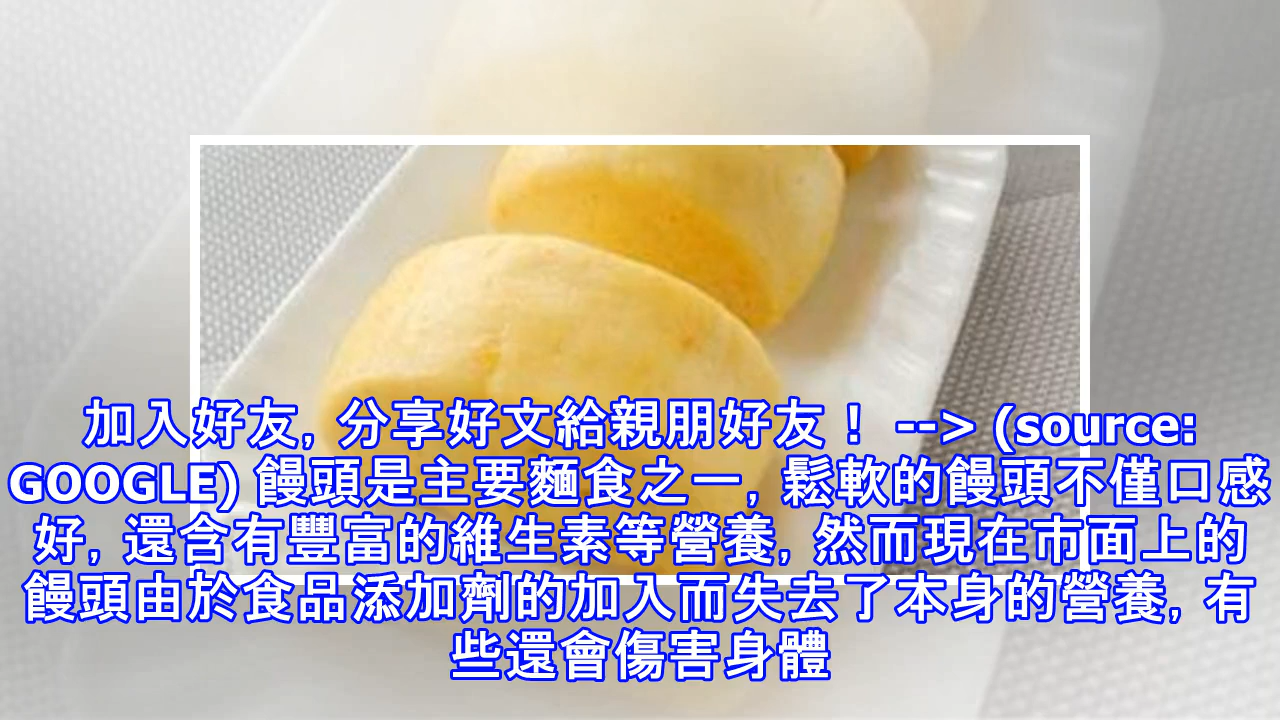 加入好友, 分享好文給親朋好友！ --> (source:
GOOGLE) 饅頭是主要麵食之一, 鬆軟的饅頭不僅口感
好, 還含有豐富的維生素等營養, 然而現在市面上的
饅頭由於食品添加劑的加入而失去了本身的營養, 有
些還會傷害身體